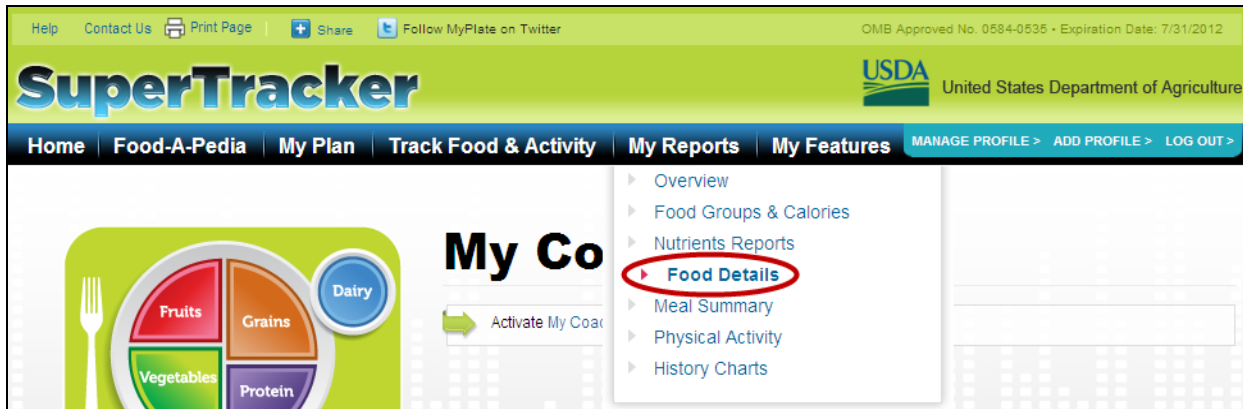 Help Contact Us Print Page Share Follow MyPlate on Twitter OMB Approved No. 0584-0535 • Expiration Date: 7/31/2012
SuperTracker USDA United States Department of Agriculture
Home Food-A-Pedia My Plan Track Food & Activity My Reports My Features MANAGE PROFILE > ADD PROFILE > LOG OUT >
Overview
Food Groups & Calories
Nutrients Reports
Food Details
Meal Summary
Physical Activity
History Charts
My Co
Activate My Coac
Dairy
Fruits
Grains
Vegetables
Protein